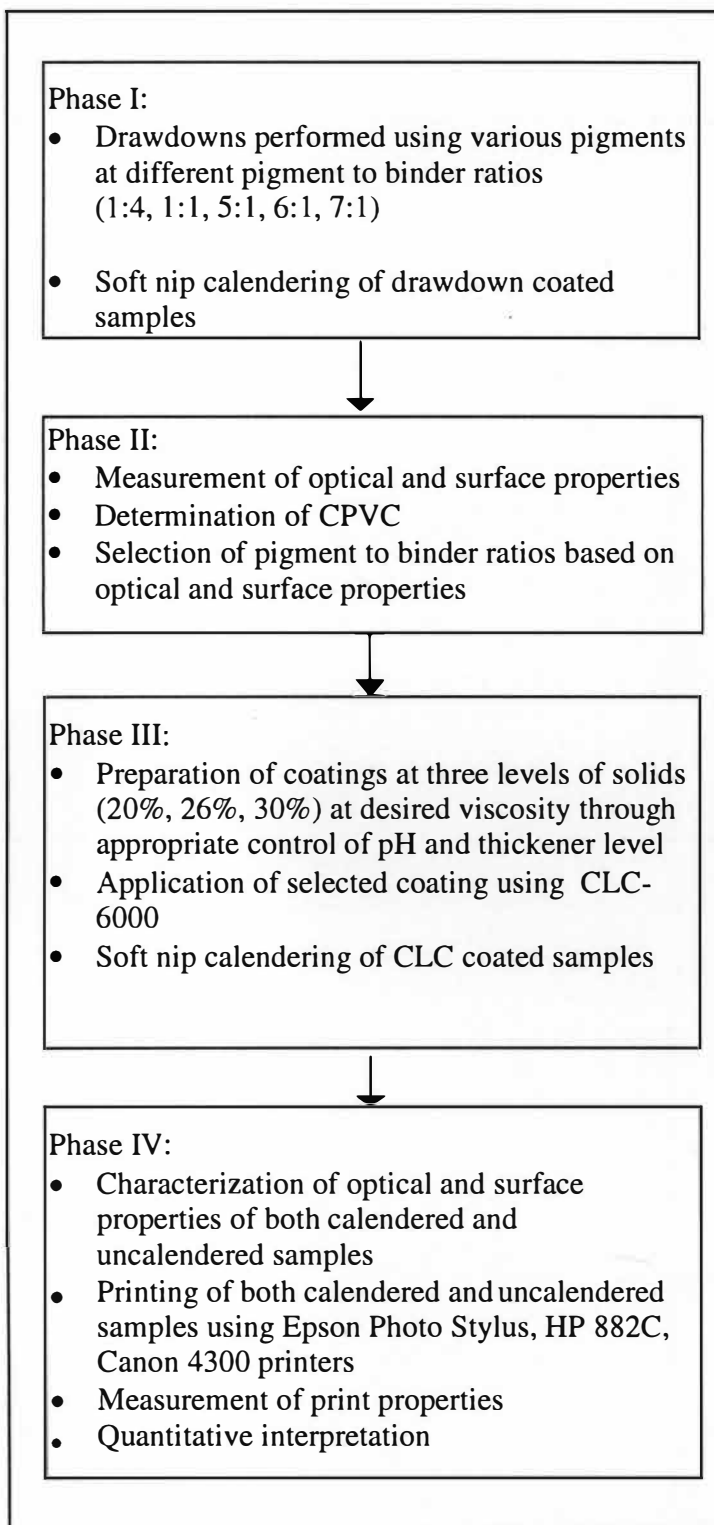 Phase I:
• Drawdowns performed using various pigments
at different pigment to binder ratios
(1:4, 1:1, 5:1, 6:1, 7:1)
• Soft nip calendering of drawdown coated
samples
Phase II:
• Measurement of optical and surface properties
• Determination of CPVC
• Selection of pigment to binder ratios based on
optical and surface properties
Phase III:
• Preparation of coatings at three levels of solids
(20%, 26%, 30%) at desired viscosity through
appropriate control of pH and thickener level
• Application of selected coating using CLC-
6000
• Soft nip calendering of CLC coated samples
Phase IV:
• Characterization of optical and surface
properties of both calendered and
uncalendered samples
• Printing of both calendered and uncalendered
samples using Epson Photo Stylus, HP 882C,
Canon 4300 printers
• Measurement of print properties
• Quantitative interpretation